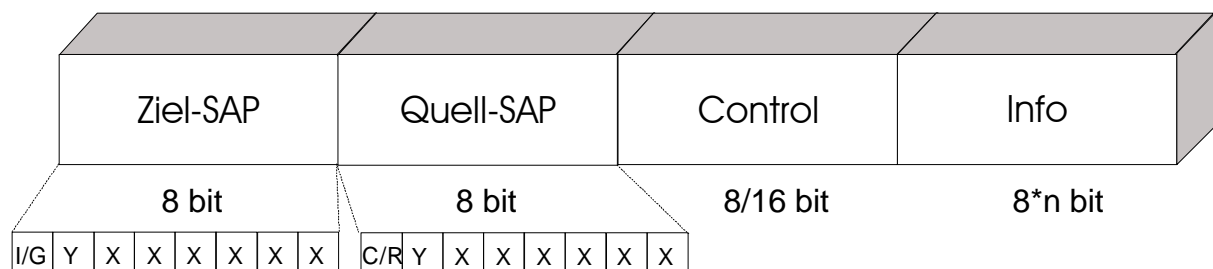 Ziel-SAP Quell-SAP Control Info
8 bit 8 bit 8/16 bit 8*n bit
I/G Y X X X X X X C/R Y X X X X X X